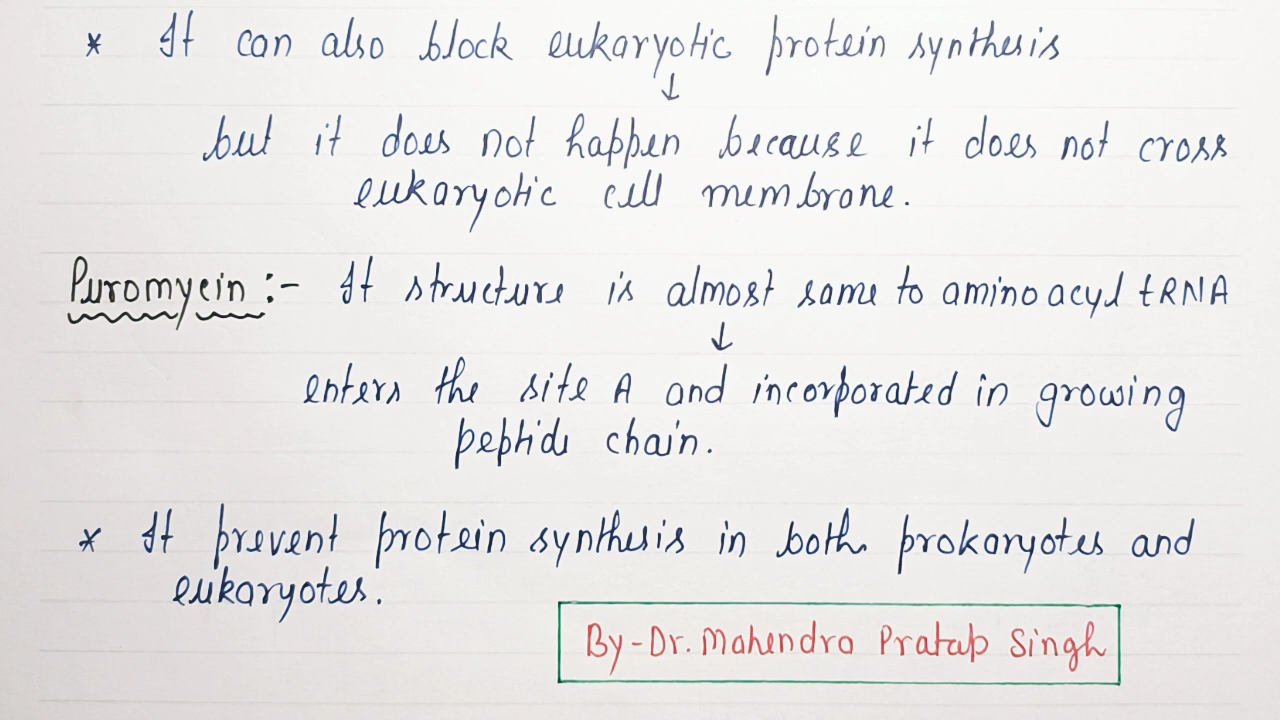 * It can also block eukaryotic protein synthesis
↓
but it does not happen because it does not cross
eukaryotic cell membrane.
Puromycin :- It structure is almost same to amino acyl tRNA
↓
enters the site A and incorporated in growing
peptide chain.
* It prevent protein synthesis in both prokaryotes and
eukaryotes.
By-Dr. Mahendra Pratap Singh